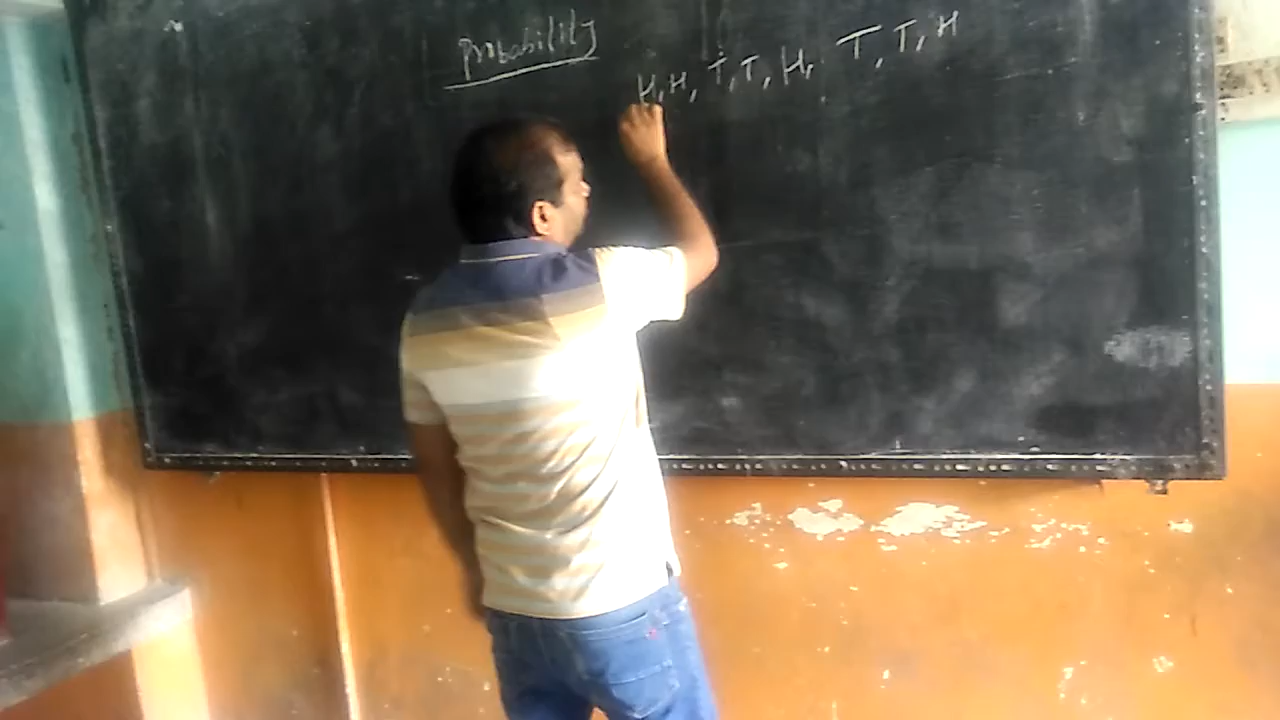 Probability
H, H, T, T, H, T, T, H